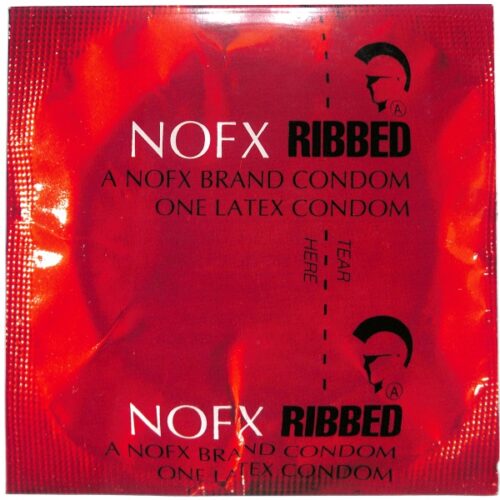 Ⓐ
NOFX RIBBED
A NOFX BRAND CONDOM
ONE LATEX CONDOM
TEAR
HERE
Ⓐ
NOFX RIBBED
A NOFX BRAND CONDOM
ONE LATEX CONDOM